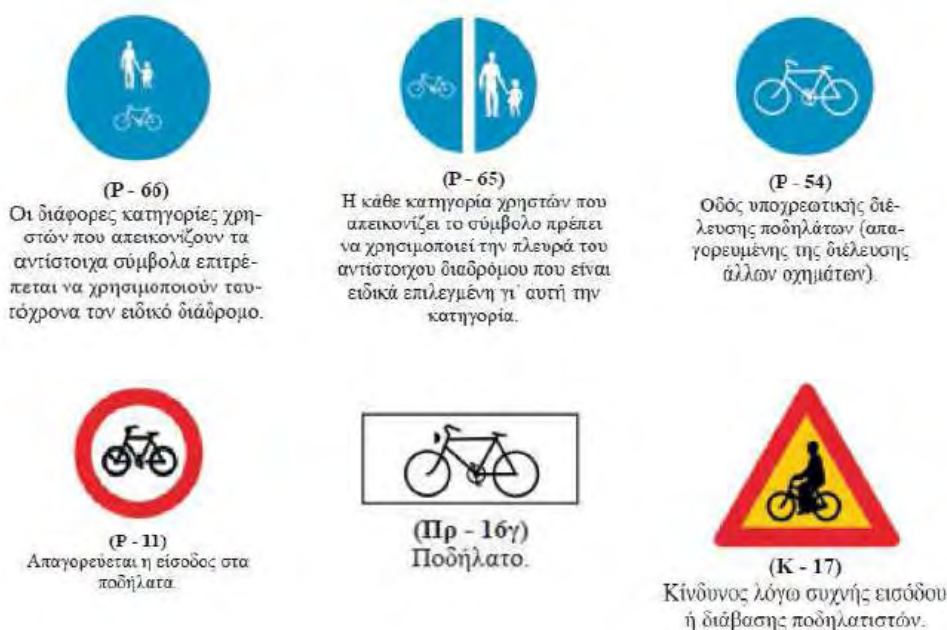 (Ρ - 66)
Οι διάφορες κατηγορίες χρη-
στών που απεικονίζουν τα
αντίστοιχα σύμβολα επιτρέ-
πεται να χρησιμοποιούν ταυ-
τόχρονα τον ειδικό διάδρομο.
(Ρ - 65)
Η κάθε κατηγορία χρηστών που
απεικονίζει το σύμβολο πρέπει
να χρησιμοποιεί την πλευρά του
αντίστοιχου διαδρόμου που είναι
ειδικά επιλεγμένη γι' αυτή την
κατηγορία.
(Ρ - 54)
Οδός υποχρεωτικής διέ-
λευσης ποδηλάτων (απα-
γορευμένης της διέλευσης
άλλων οχημάτων).
(Ρ - 11)
Απαγορεύεται η είσοδος στα
ποδήλατα.
(Πρ - 16γ)
Ποδήλατο.
(Κ - 17)
Κίνδυνος λόγω συχνής εισόδου
ή διάβασης ποδηλατιστών.